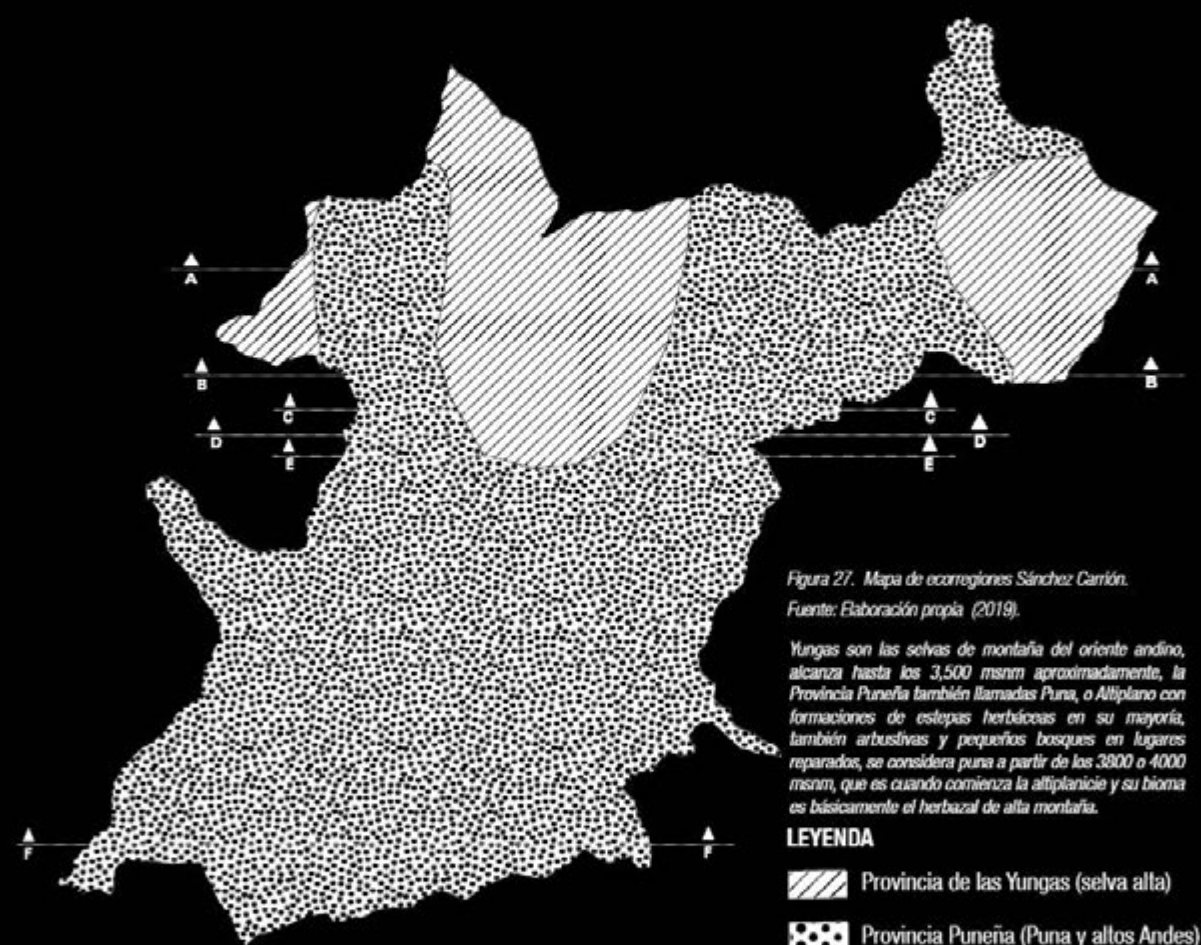 A
A
B
B
C
C
D
D
E
E
Figura 27. Mapa de ecorregiones Sánchez Carrión.
Fuente: Elaboración propia (2019).
Yungas son las selvas de montaña del oriente andino,
alcanza hasta los 3,500 msnm aproximadamente, la
Provincia Puneña también llamadas Puna, o Altiplano con
formaciones de estepas herbáceas en su mayoría,
también arbustivas y pequeños bosques en lugares
reparados, se considera puna a partir de los 3800 o 4000
msnm, que es cuando comienza la altiplanicie y su bioma
es básicamente el herbazal de alta montaña.
F
F
LEYENDA
Provincia de las Yungas (selva alta)
Provincia Puneña (Puna y altos Andes)